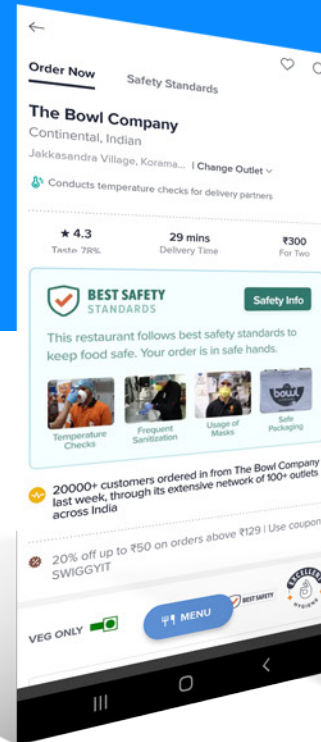 Order Now
Safety Standards
The Bowl Company
Continental, Indian
Jakkasandra Village, Korama... | Change Outlet
Conducts temperature checks for delivery partners
★ 4.3
Taste 78%
29 mins
Delivery Time
₹300
For Two
BEST SAFETY
STANDARDS
Safety Info
This restaurant follows best safety standards to
keep food safe. Your order is in safe hands.
Temperature
Checks
Frequent
Sanitization
Usage of
Masks
bowl
Safe
Packaging
20000+ customers ordered in from The Bowl Company
last week, through its extensive network of 100+ outlets
across India
20% off up to ₹50 on orders above ₹129 | Use coupon
SWIGGYIT
VEG ONLY
MENU
BEST SAFETY
EXCELLENT
HYGIENE